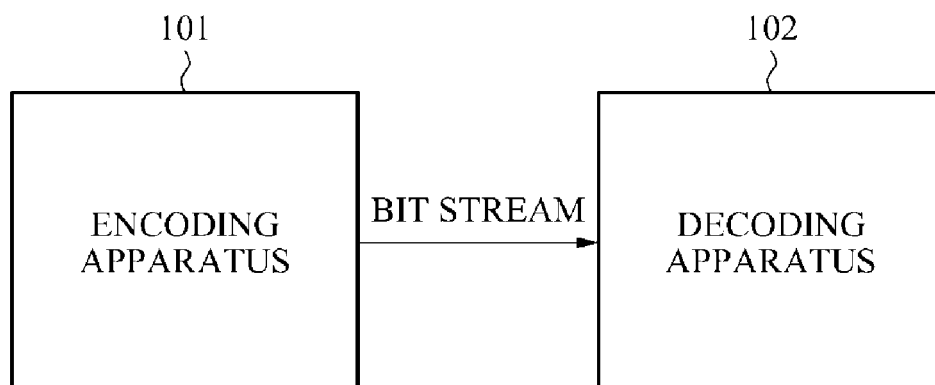 101
102
ENCODING
APPARATUS
BIT STREAM
DECODING
APPARATUS